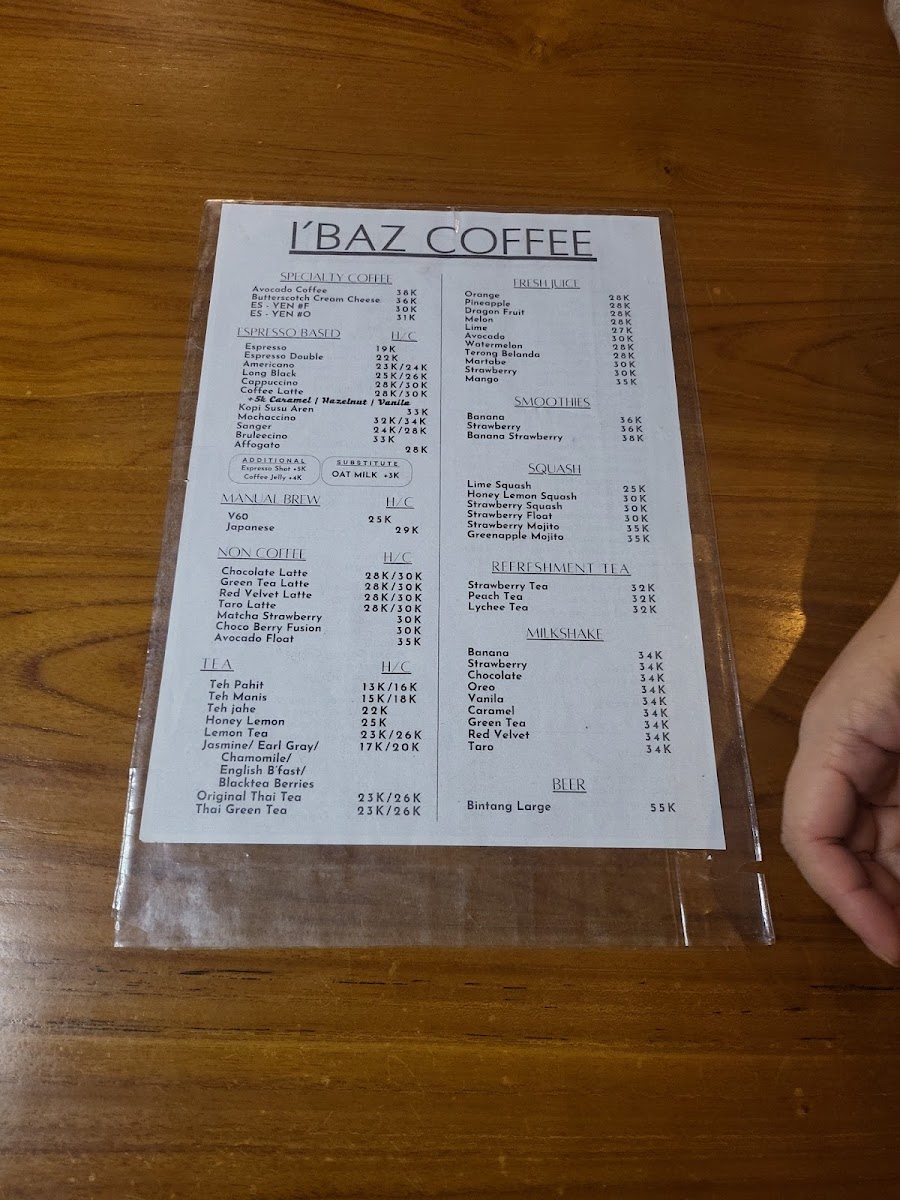 I'BAZ COFFEE
SPECIALTY COFFEE
Avocado Coffee 38K
Butterscotch Cream Cheese 36K
ES - YEN #F 30K
ES - YEN #O 31K
ESPRESSO BASED H/C
Espresso 19K
Espresso Double 22K
Americano 23K/24K
Long Black 25K/26K
Cappuccino 28K/30K
Coffee Latte 28K/30K
+5k Caramel / Hazelnut / Vanila
Kopi Susu Aren 33K
Mochaccino 32K/34K
Sanger 24K/28K
Bruleecino 33K
Affogato 28K
ADDITIONAL
Espresso Shot +5K
Coffee Jelly +4K
SUBSTITUTE
OAT MILK +3K
MANUAL BREW H/C
V60 25K
Japanese 29K
NON COFFEE H/C
Chocolate Latte 28K/30K
Green Tea Latte 28K/30K
Red Velvet Latte 28K/30K
Taro Latte 28K/30K
Matcha Strawberry 30K
Choco Berry Fusion 30K
Avocado Float 35K
TEA H/C
Teh Pahit 13K/16K
Teh Manis 15K/18K
Teh jahe 22K
Honey Lemon 25K
Lemon Tea 23K/26K
Jasmine/ Earl Gray/ 17K/20K
Chamomile/
English B'fast/
Blacktea Berries
Original Thai Tea 23K/26K
Thai Green Tea 23K/26K
FRESH JUICE
Orange 28K
Pineapple 28K
Dragon Fruit 28K
Melon 28K
Lime 27K
Avocado 30K
Watermelon 28K
Terong Belanda 28K
Martabe 30K
Strawberry 30K
Mango 35K
SMOOTHIES
Banana 36K
Strawberry 36K
Banana Strawberry 38K
SQUASH
Lime Squash 25K
Honey Lemon Squash 30K
Strawberry Squash 30K
Strawberry Float 30K
Strawberry Mojito 35K
Greenapple Mojito 35K
REFRESHMENT TEA
Strawberry Tea 32K
Peach Tea 32K
Lychee Tea 32K
MILKSHAKE
Banana 34K
Strawberry 34K
Chocolate 34K
Oreo 34K
Vanila 34K
Caramel 34K
Green Tea 34K
Red Velvet 34K
Taro 34K
BEER
Bintang Large 55K